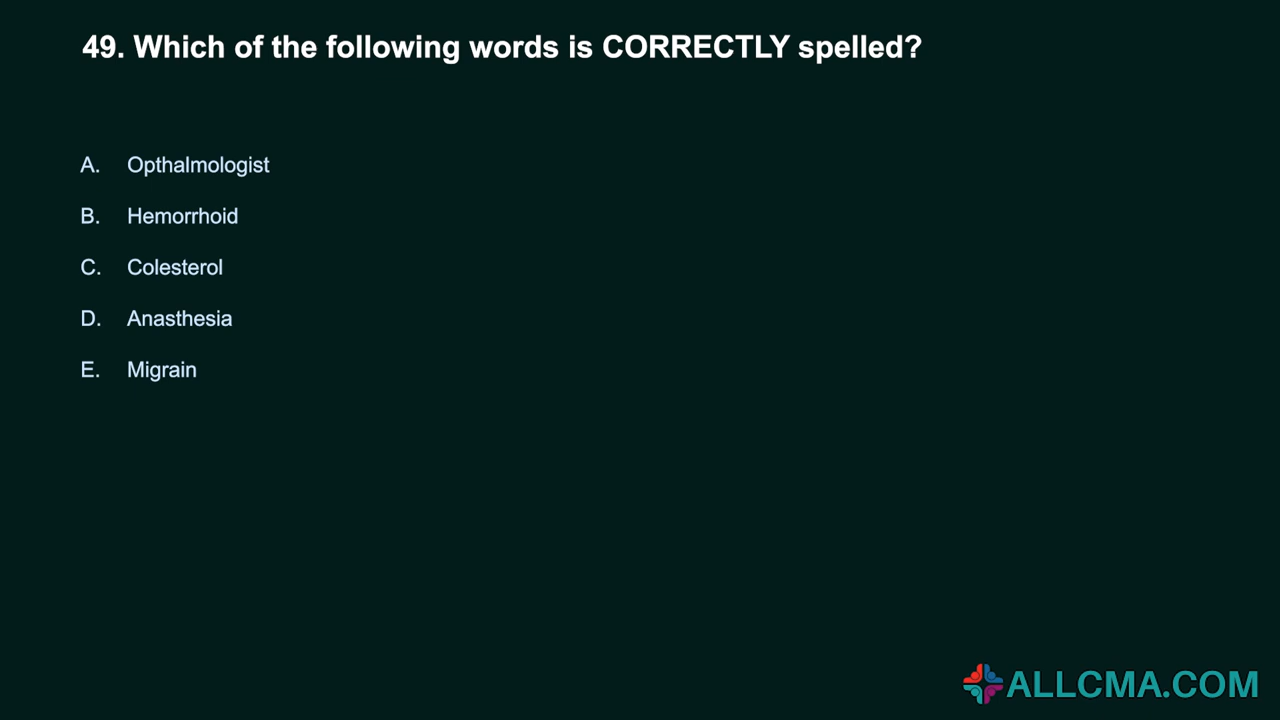 49. Which of the following words is CORRECTLY spelled?
A. Opthalmologist
B. Hemorrhoid
C. Colesterol
D. Anasthesia
E. Migrain
ALLCMA.COM